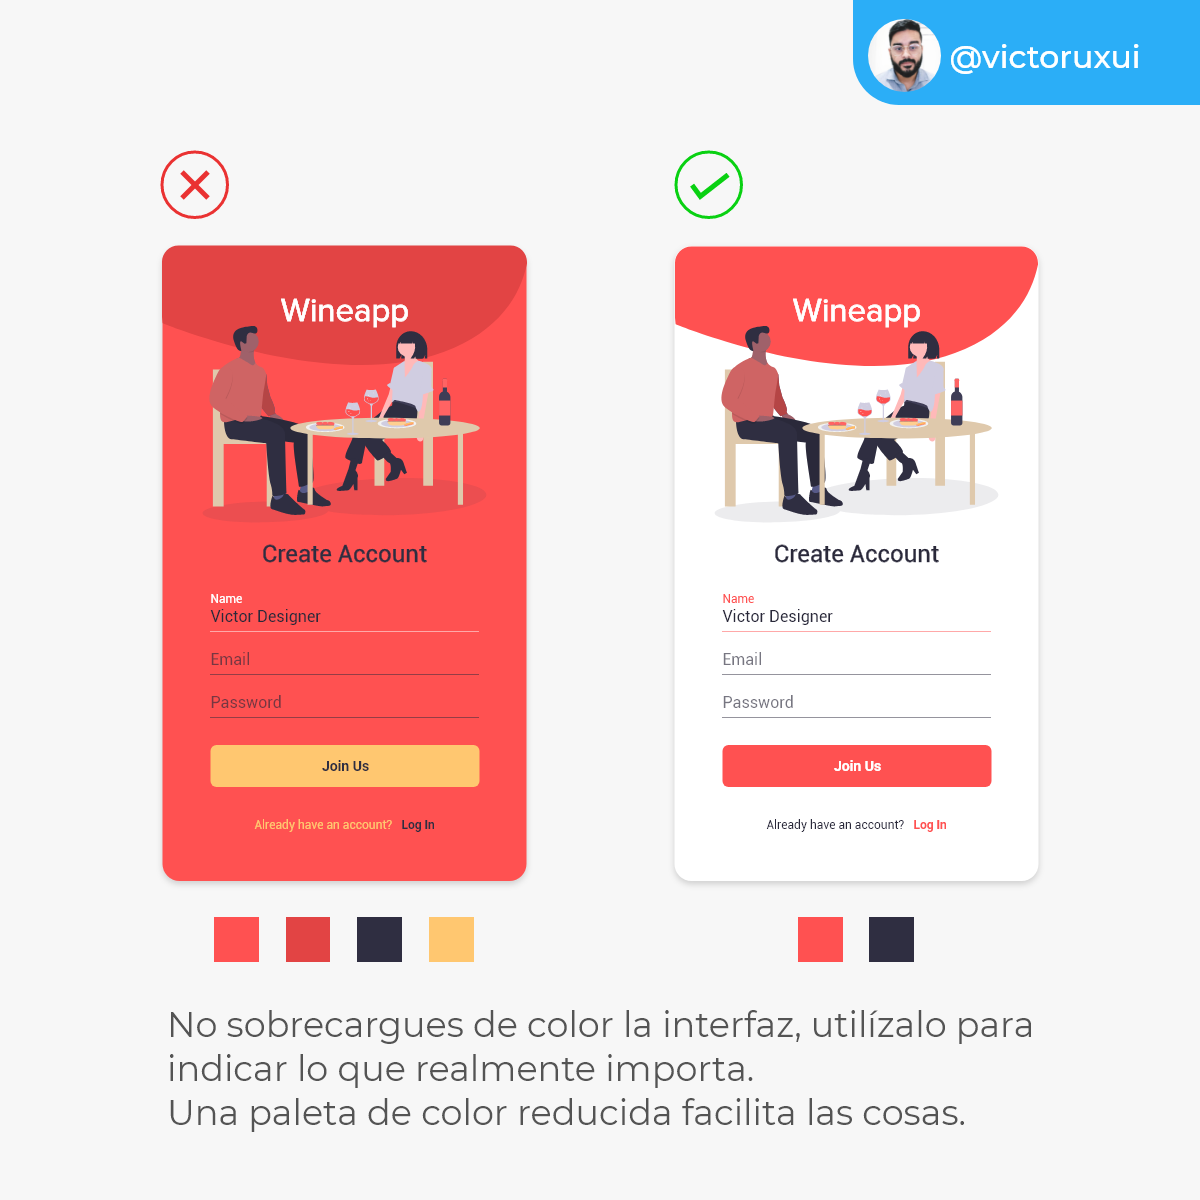 @victoruxui
Wineapp
Create Account
Name
Victor Designer
Email
Password
Join Us
Already have an account? Log In
Wineapp
Create Account
Name
Victor Designer
Email
Password
Join Us
Already have an account? Log In
No sobrecargues de color la interfaz, utilízalo para
indicar lo que realmente importa.
Una paleta de color reducida facilita las cosas.